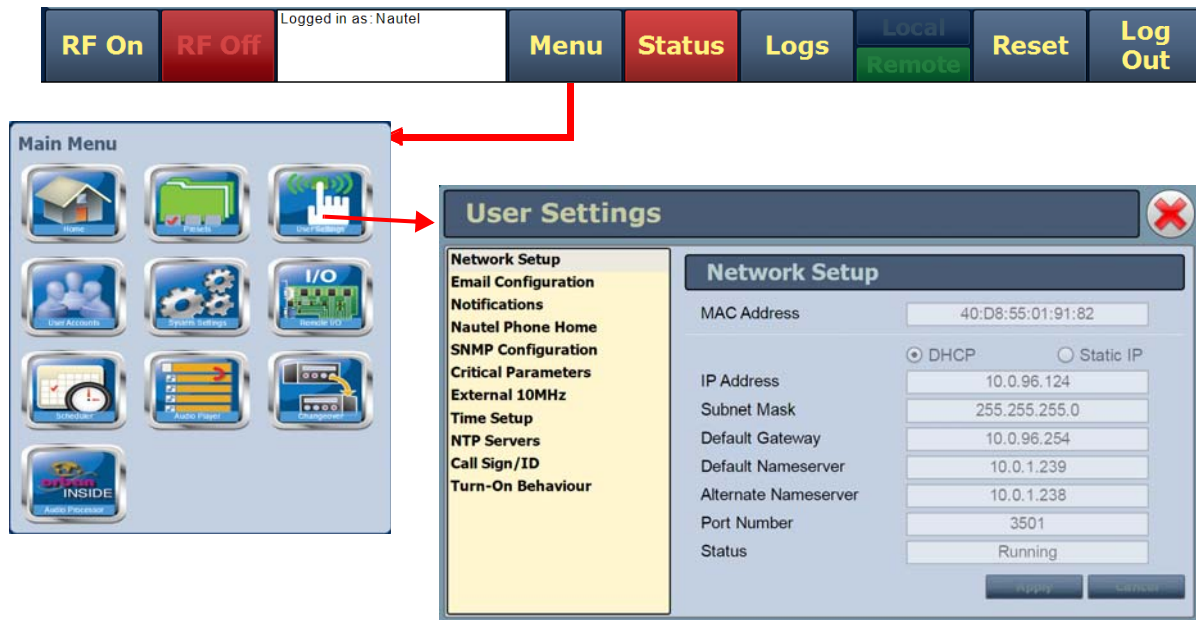 Logged in as: Nautel
RF On
RF Off
Menu
Status
Logs
Local
Remote
Reset
Log
Out
Main Menu
Home
Presets
User Settings
User Accounts
I/O
System Settings
Remote I/O
Scheduler
Audio Player
Changeover
orban
INSIDE
Audio Processor
User Settings
Network Setup
Email Configuration
Notifications
Nautel Phone Home
SNMP Configuration
Critical Parameters
External 10MHz
Time Setup
NTP Servers
Call Sign/ID
Turn-On Behaviour
Network Setup
MAC Address 40:D8:55:01:91:82
DHCP Static IP
IP Address 10.0.96.124
Subnet Mask 255.255.255.0
Default Gateway 10.0.96.254
Default Nameserver 10.0.1.239
Alternate Nameserver 10.0.1.238
Port Number 3501
Status Running
Apply Cancel